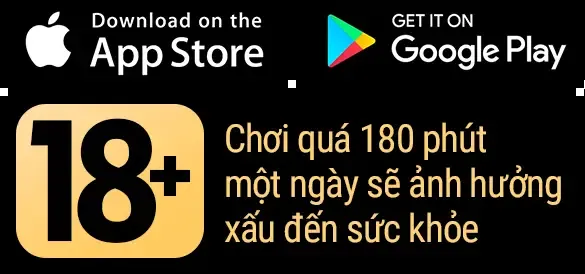 Download on the
App Store
GET IT ON
Google Play
18+
Chơi quá 180 phút
một ngày sẽ ảnh hưởng
xấu đến sức khỏe